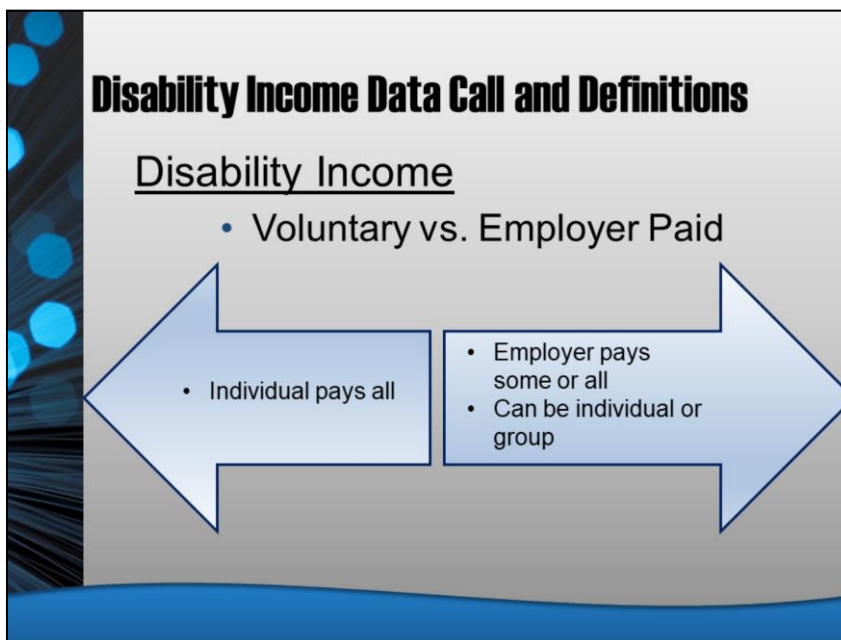 Disability Income Data Call and Definitions
Disability Income
• Voluntary vs. Employer Paid
• Individual pays all
• Employer pays
some or all
• Can be individual or
group